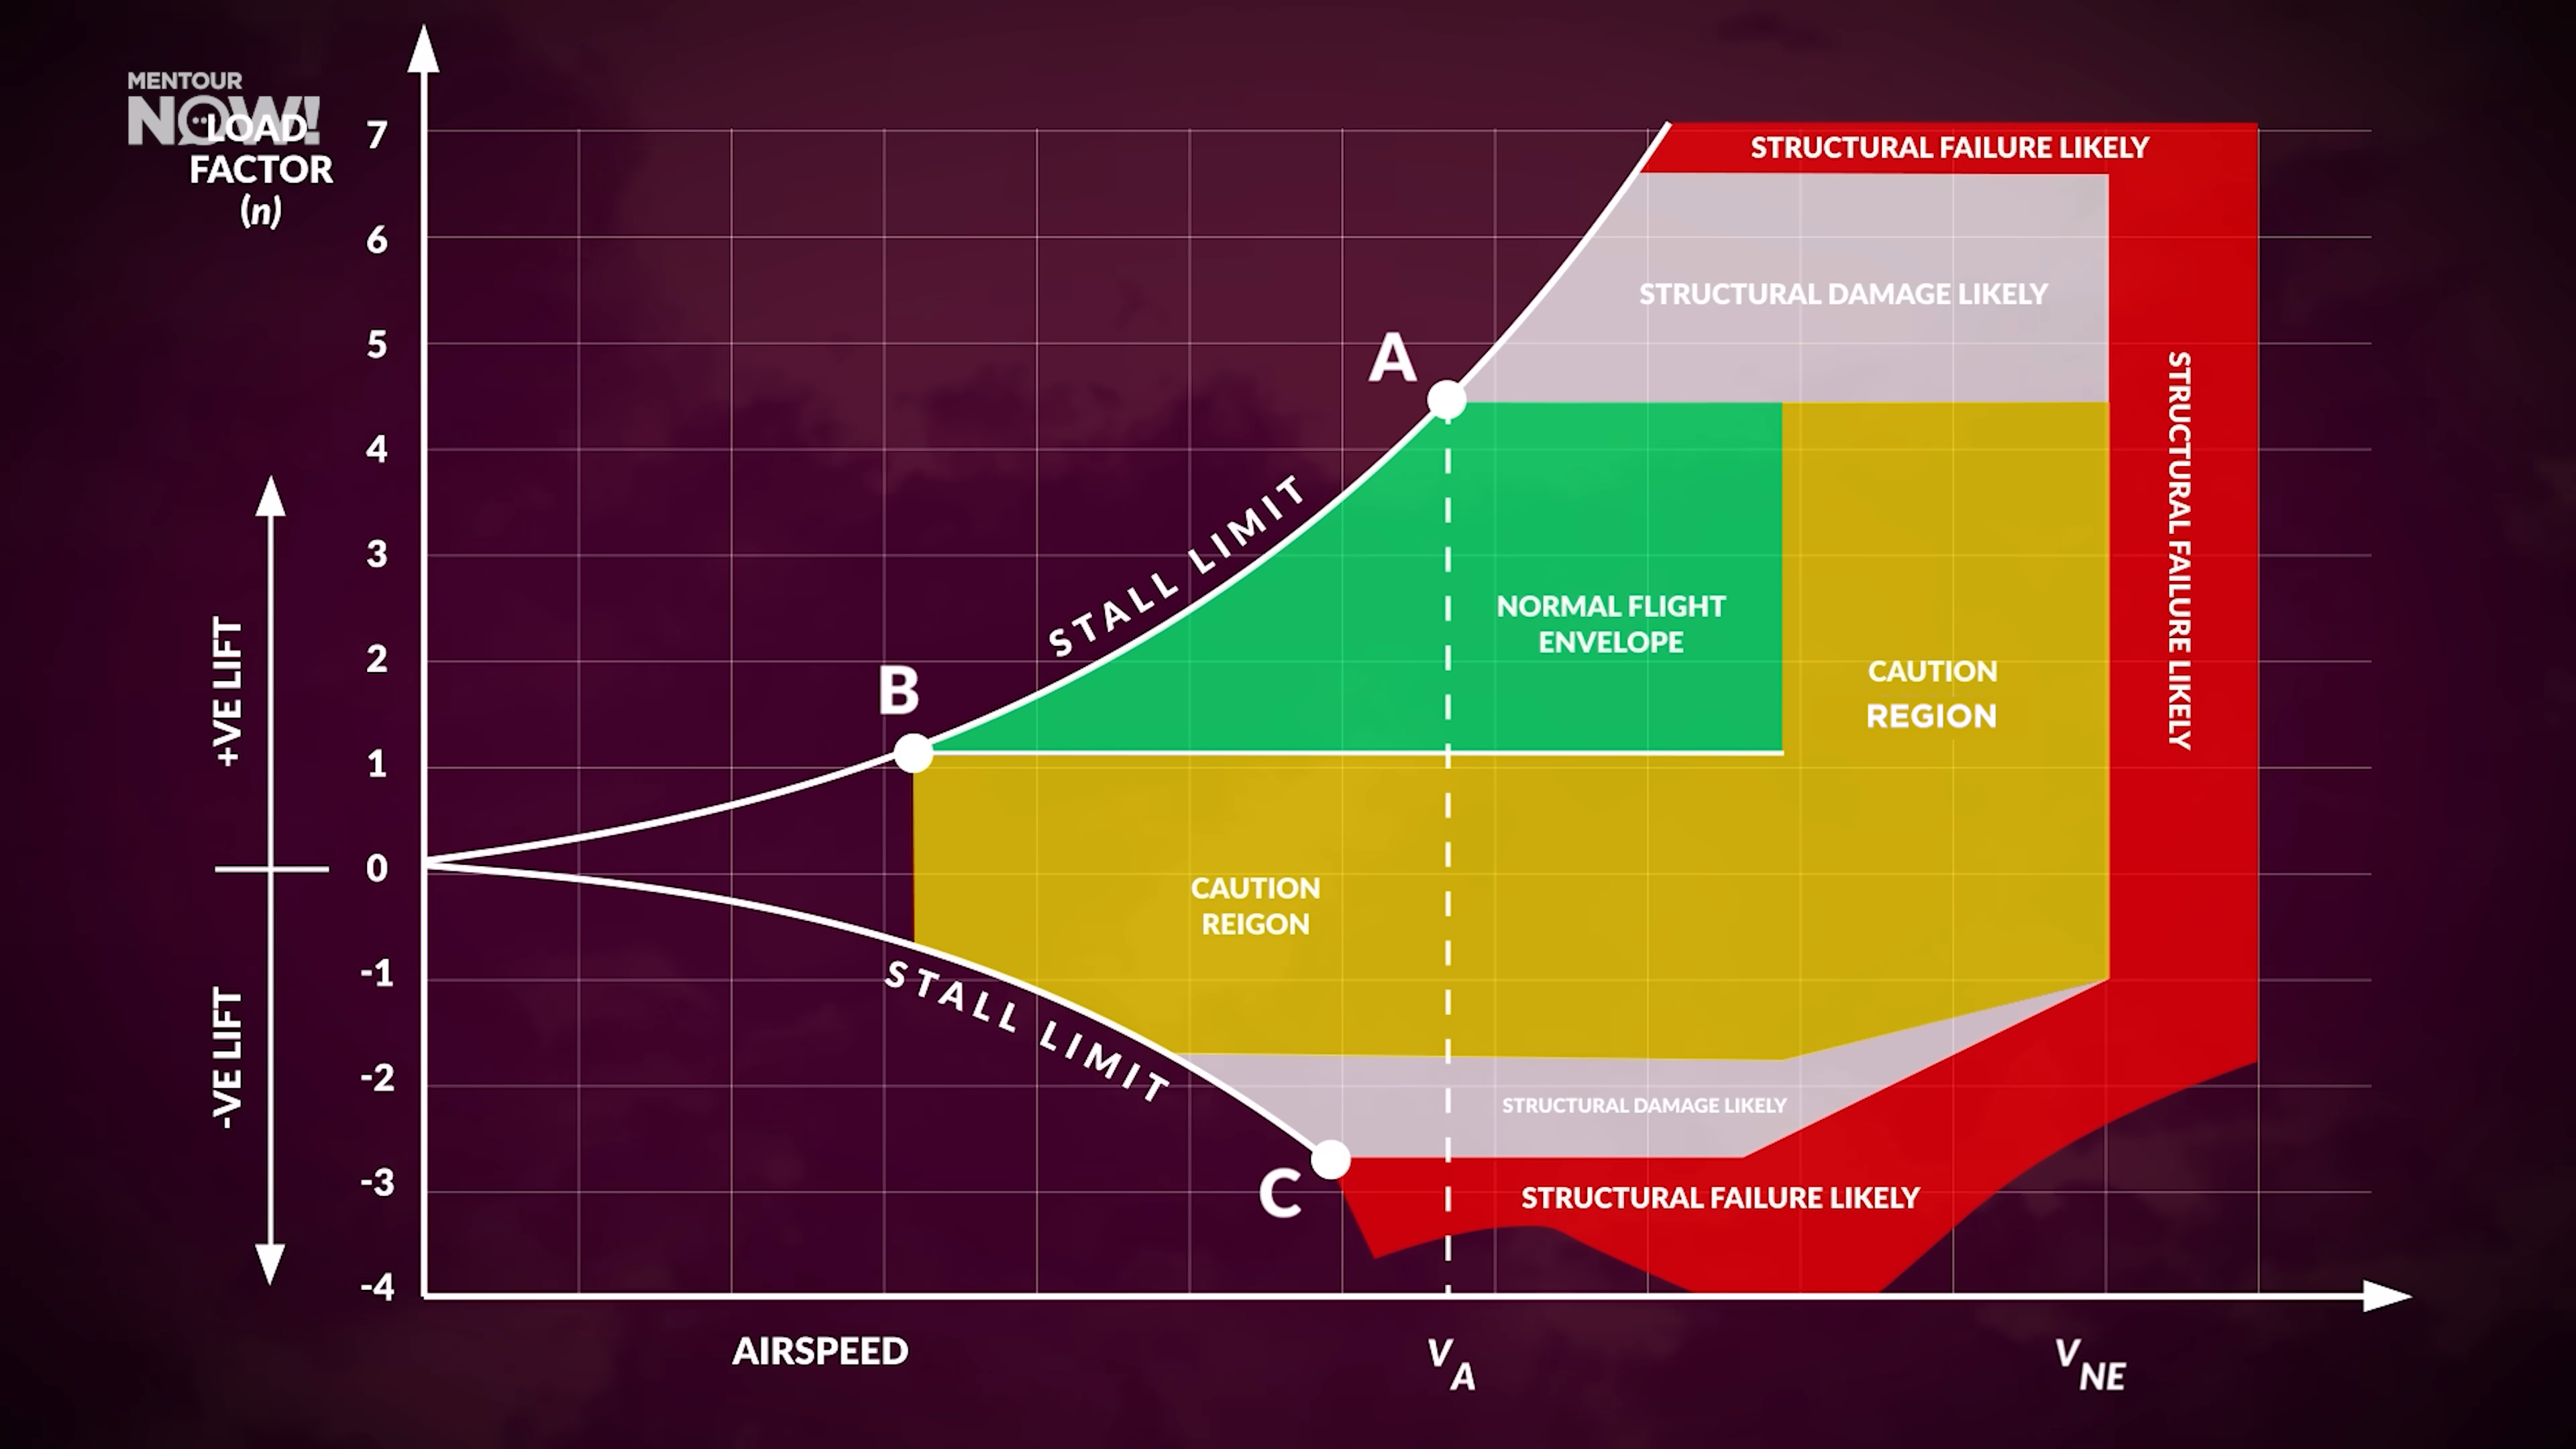 MENTOUR
NOW!
LOAD
FACTOR
(n)
7
6
5
4
3
2
1
0
-1
-2
-3
-4
+VE LIFT
-VE LIFT
STRUCTURAL FAILURE LIKELY
STRUCTURAL DAMAGE LIKELY
STRUCTURAL FAILURE LIKELY
A
STALL LIMIT
NORMAL FLIGHT
ENVELOPE
B
CAUTION
REGION
CAUTION
REIGON
STALL LIMIT
STRUCTURAL DAMAGE LIKELY
C
STRUCTURAL FAILURE LIKELY
AIRSPEED
VA
VNE